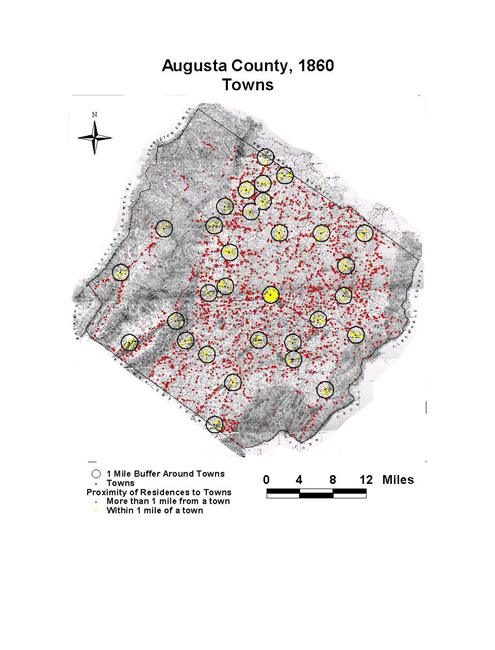 Augusta County, 1860
Towns
N
1 Mile Buffer Around Towns
Towns
Proximity of Residences to Towns
More than 1 mile from a town
Within 1 mile of a town
0 4 8 12 Miles